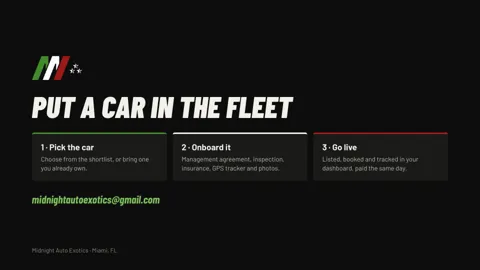 PUT A CAR IN THE FLEET
1 · Pick the car
Choose from the shortlist, or bring one
you already own.
2 · Onboard it
Management agreement, inspection,
insurance, GPS tracker and photos.
3 · Go live
Listed, booked and tracked in your
dashboard, paid the same day.
midnightautoexotics@gmail.com
Midnight Auto Exotics · Miami, FL